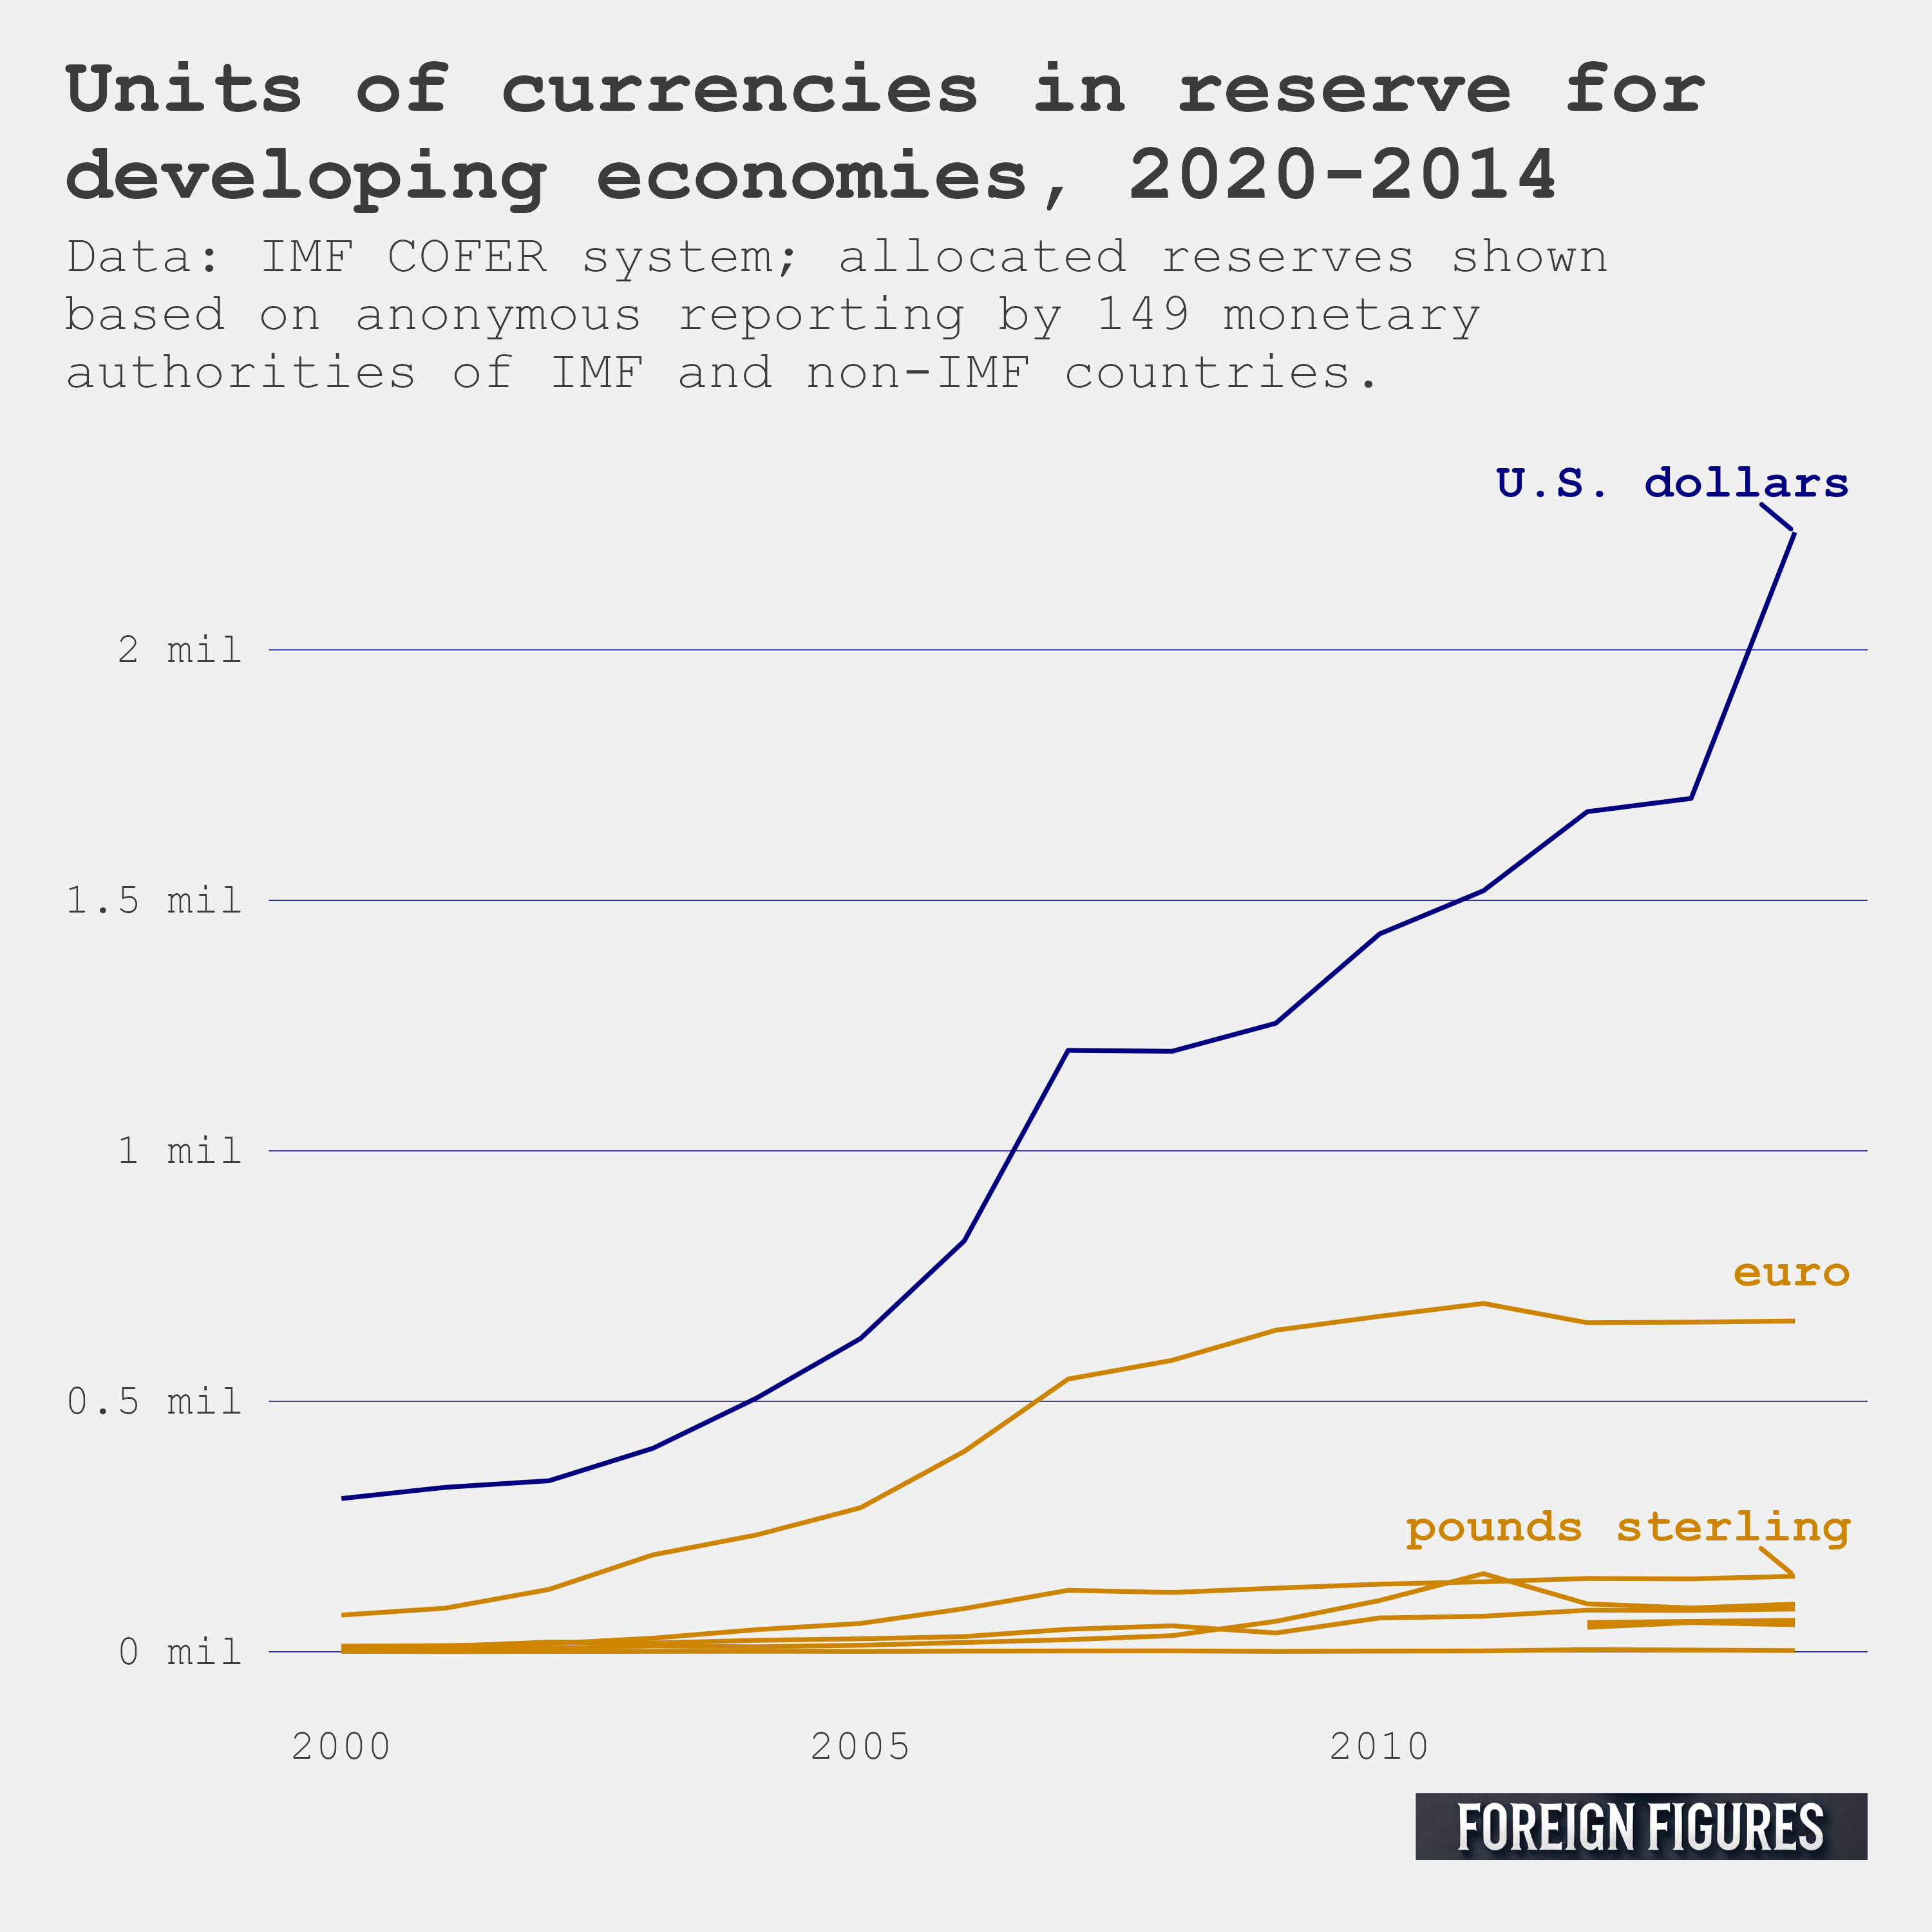 Units of currencies in reserve for
developing economies, 2020-2014
Data: IMF COFER system; allocated reserves shown
based on anonymous reporting by 149 monetary
authorities of IMF and non-IMF countries.
U.S. dollars
2 mil
1.5 mil
1 mil
euro
0.5 mil
pounds sterling
0 mil
2000 2005 2010
FOREIGN FIGURES